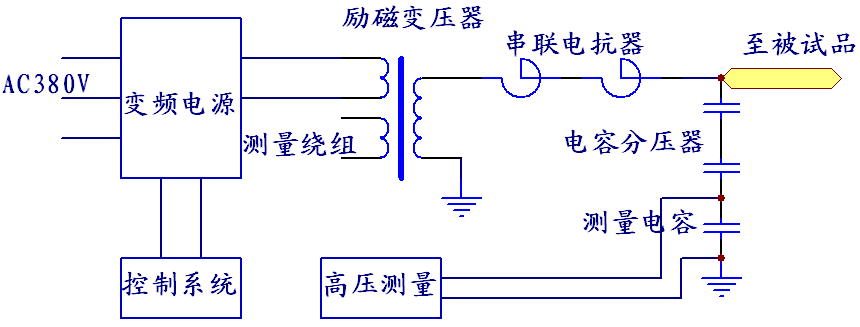 励磁变压器
串联电抗器
至被试品
AC380V
变频电源
测量绕组
电容分压器
测量电容
控制系统
高压测量